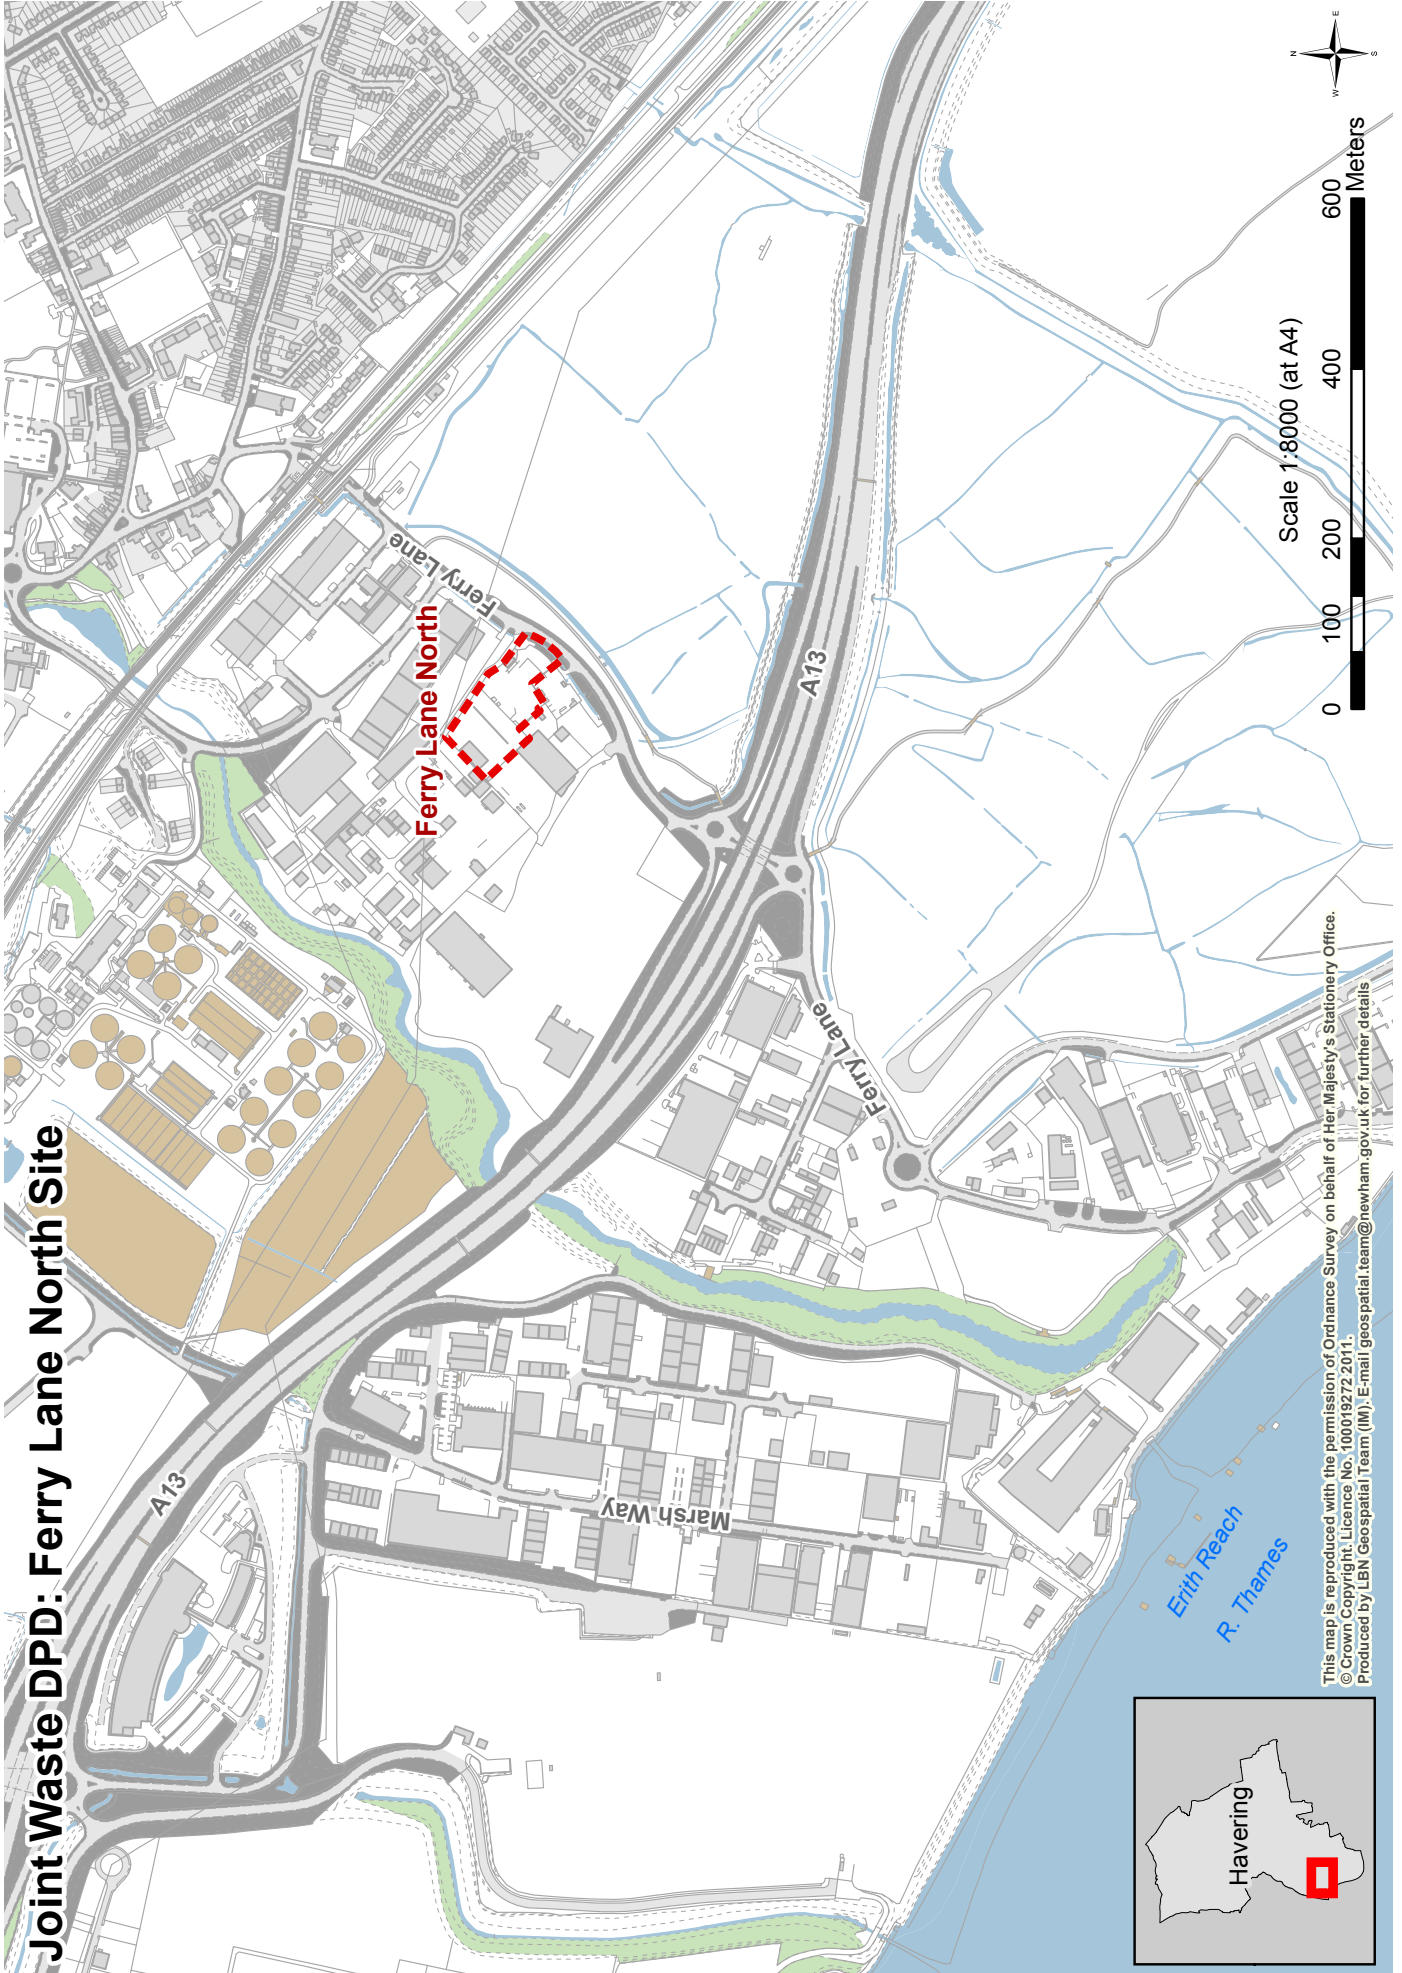 Joint Waste DPD: Ferry Lane North Site
A13
Marsh Way
Ferry Lane North
Ferry Lane
Ferry Lane
A13
Erith Reach
R. Thames
Havering
N
E
S
W
Scale 1:8000 (at A4)
0 100 200 400 600
Meters
This map is reproduced with the permission of Ordnance Survey on behalf of Her Majesty's Stationery Office.
© Crown Copyright. Licence No. 100019272 2011.
Produced by LBN Geospatial Team (IM). E-mail geospatial.team@newham.gov.uk for further details